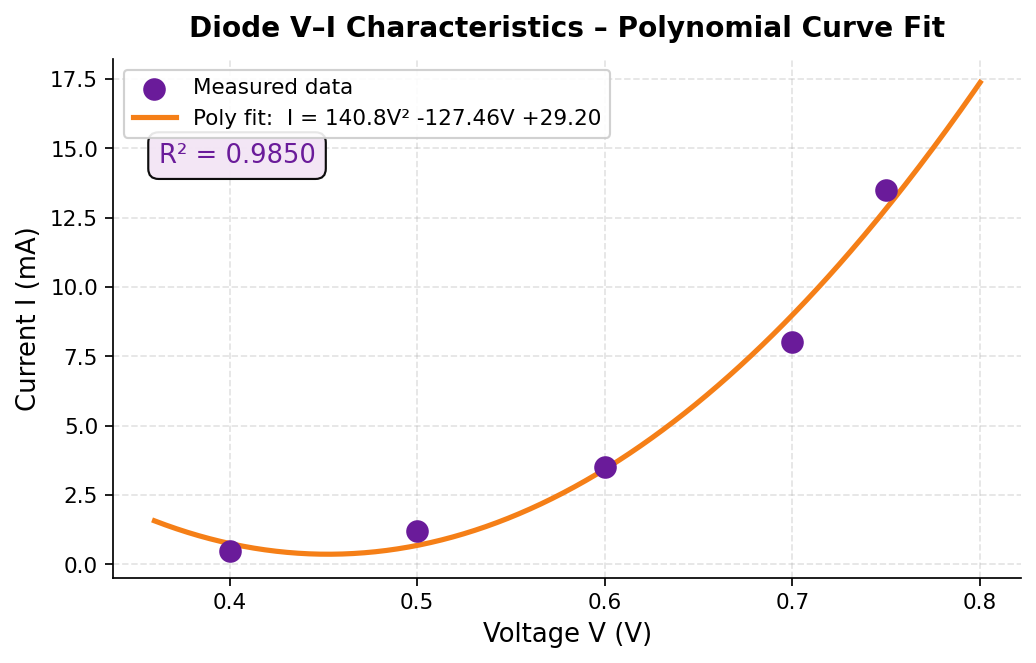 Diode V–I Characteristics – Polynomial Curve Fit
Measured data
Poly fit:  I = 140.8V² -127.46V +29.20
R² = 0.9850
17.5
15.0
12.5
10.0
7.5
5.0
2.5
0.0
Current I (mA)
0.4 0.5 0.6 0.7 0.8
Voltage V (V)